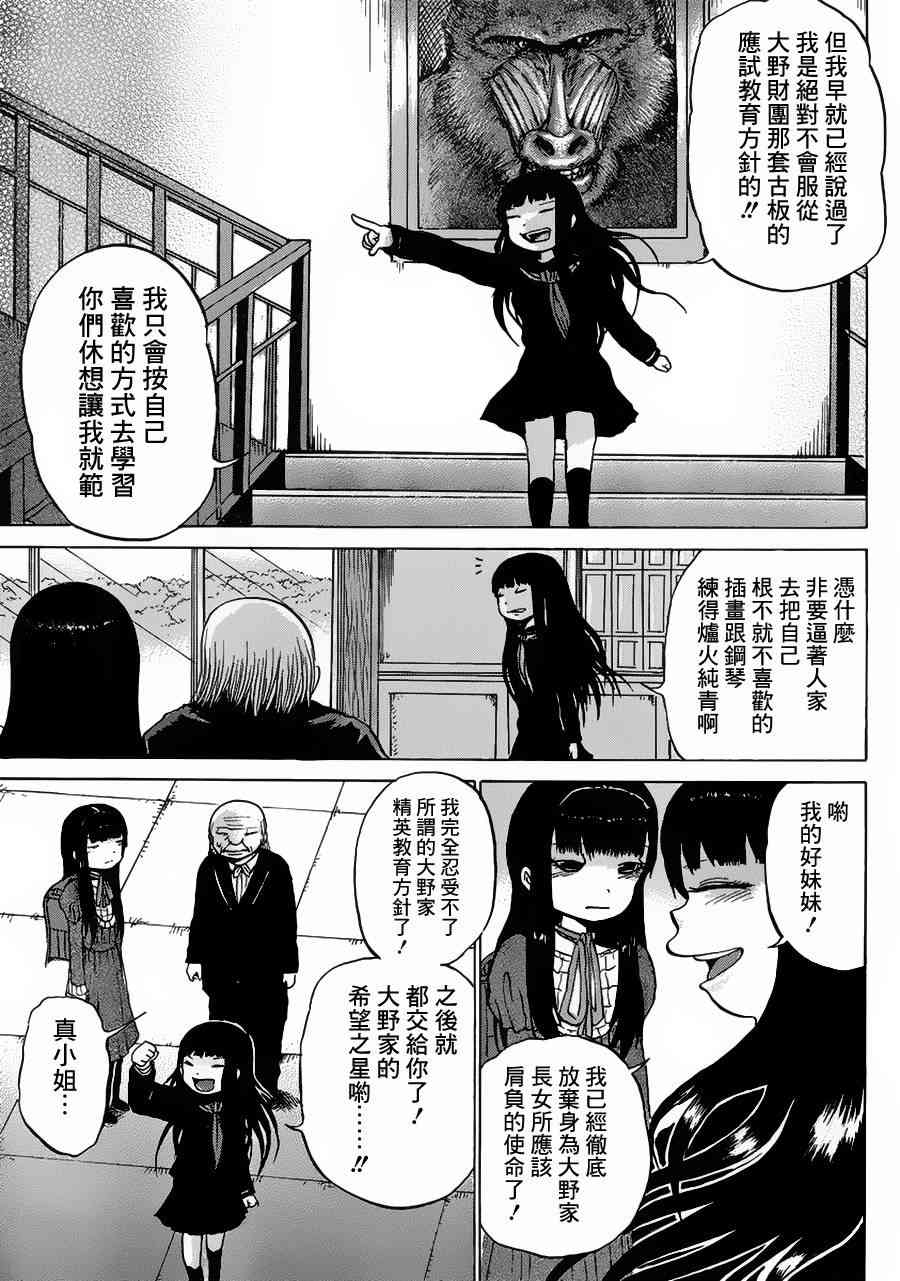 但我早就已經說過了
我是絕對不會服從
大野財團那套古板的
應試教育方針的!!
我只會按自己
喜歡的方式去學習
你們休想讓我就範
憑什麼
非要逼著人家
去把自己
根不就不喜歡的
插畫跟鋼琴
練得爐火純青啊
喲
我的好妹妹!
我已經徹底
放棄身為大野家
長女所應該
肩負的使命了!
我完全忍受不了
所謂的大野家
精英教育方針了!
之後就
都交給你了!
大野家的
希望之星喲……!!
真小姐…